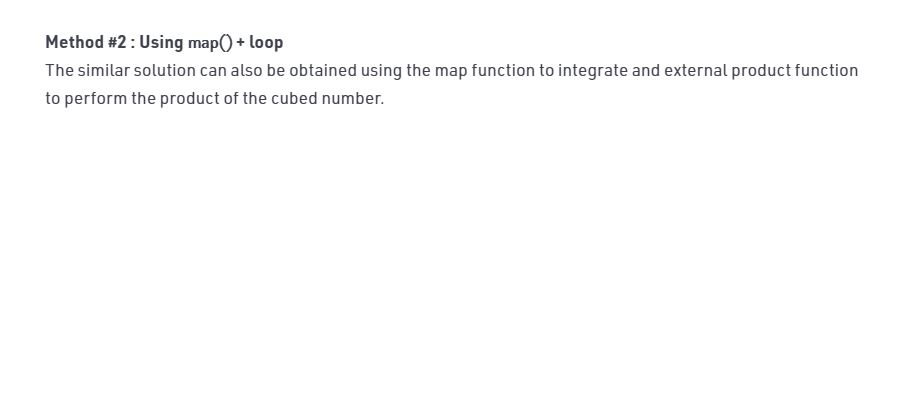 Method #2 : Using map() + loop
The similar solution can also be obtained using the map function to integrate and external product function
to perform the product of the cubed number.